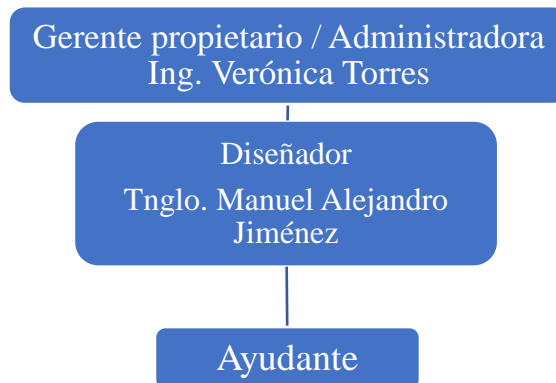 Gerente propietario / Administradora
Ing. Verónica Torres
Diseñador
Tnglo. Manuel Alejandro
Jiménez
Ayudante